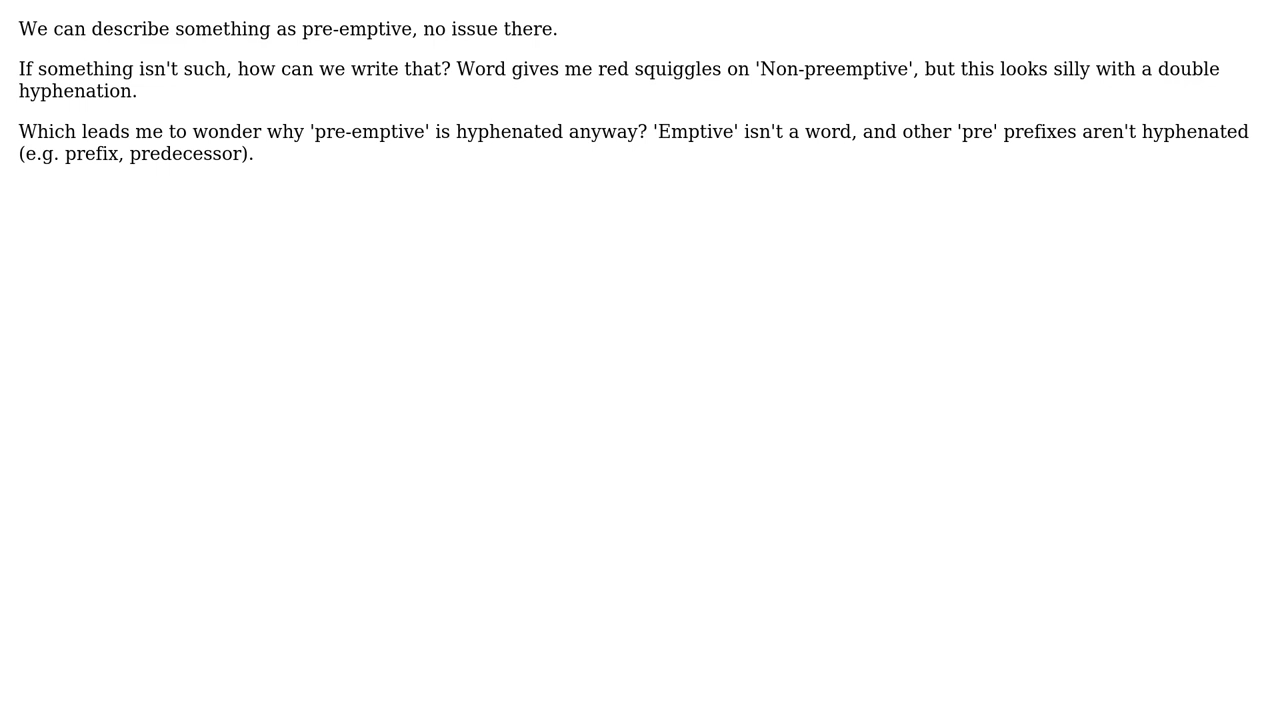 We can describe something as pre-emptive, no issue there.
If something isn't such, how can we write that? Word gives me red squiggles on 'Non-preemptive', but this looks silly with a double
hyphenation.
Which leads me to wonder why 'pre-emptive' is hyphenated anyway? 'Emptive' isn't a word, and other 'pre' prefixes aren't hyphenated
(e.g. prefix, predecessor).